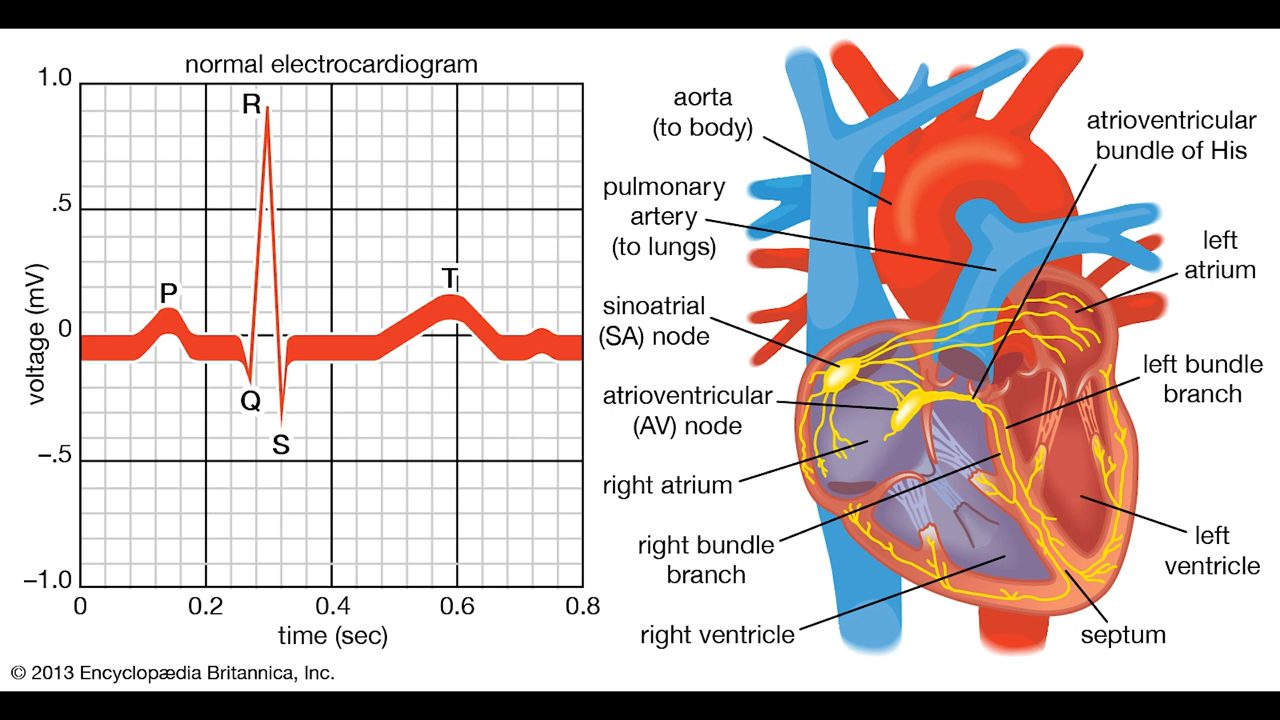 normal electrocardiogram
1.0
.5
0
–.5
–1.0
voltage (mV)
R
P
T
Q
S
0
0.2
0.4
0.6
0.8
time (sec)
© 2013 Encyclopædia Britannica, Inc.
aorta
(to body)
pulmonary
artery
(to lungs)
sinoatrial
(SA) node
atrioventricular
(AV) node
right atrium
right bundle
branch
right ventricle
atrioventricular
bundle of His
left
atrium
left bundle
branch
left
ventricle
septum